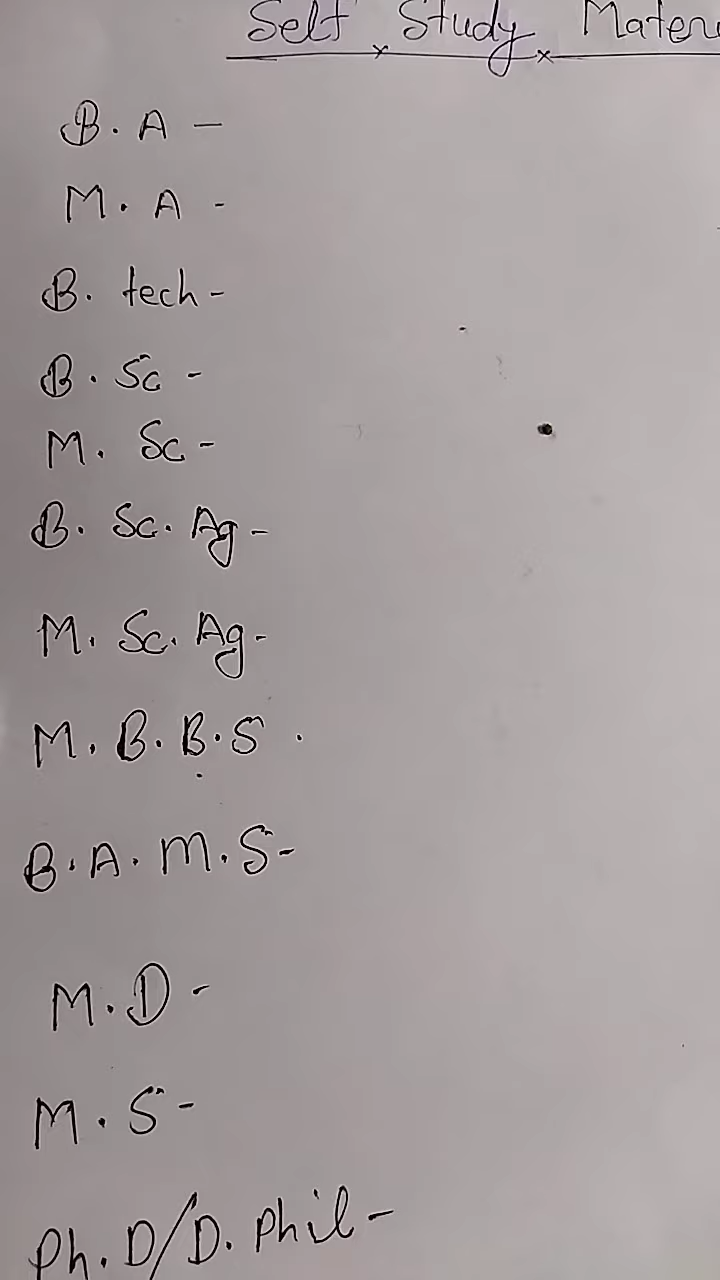 Self Study
B. A -
M. A -
B. tech -
B. Sc -
M. Sc -
B. Sc. Ag -
M. Sc. Ag -
M. B. B. S .
B. A. M. S -
M. D -
M. S -
Ph. D/D. Phil -